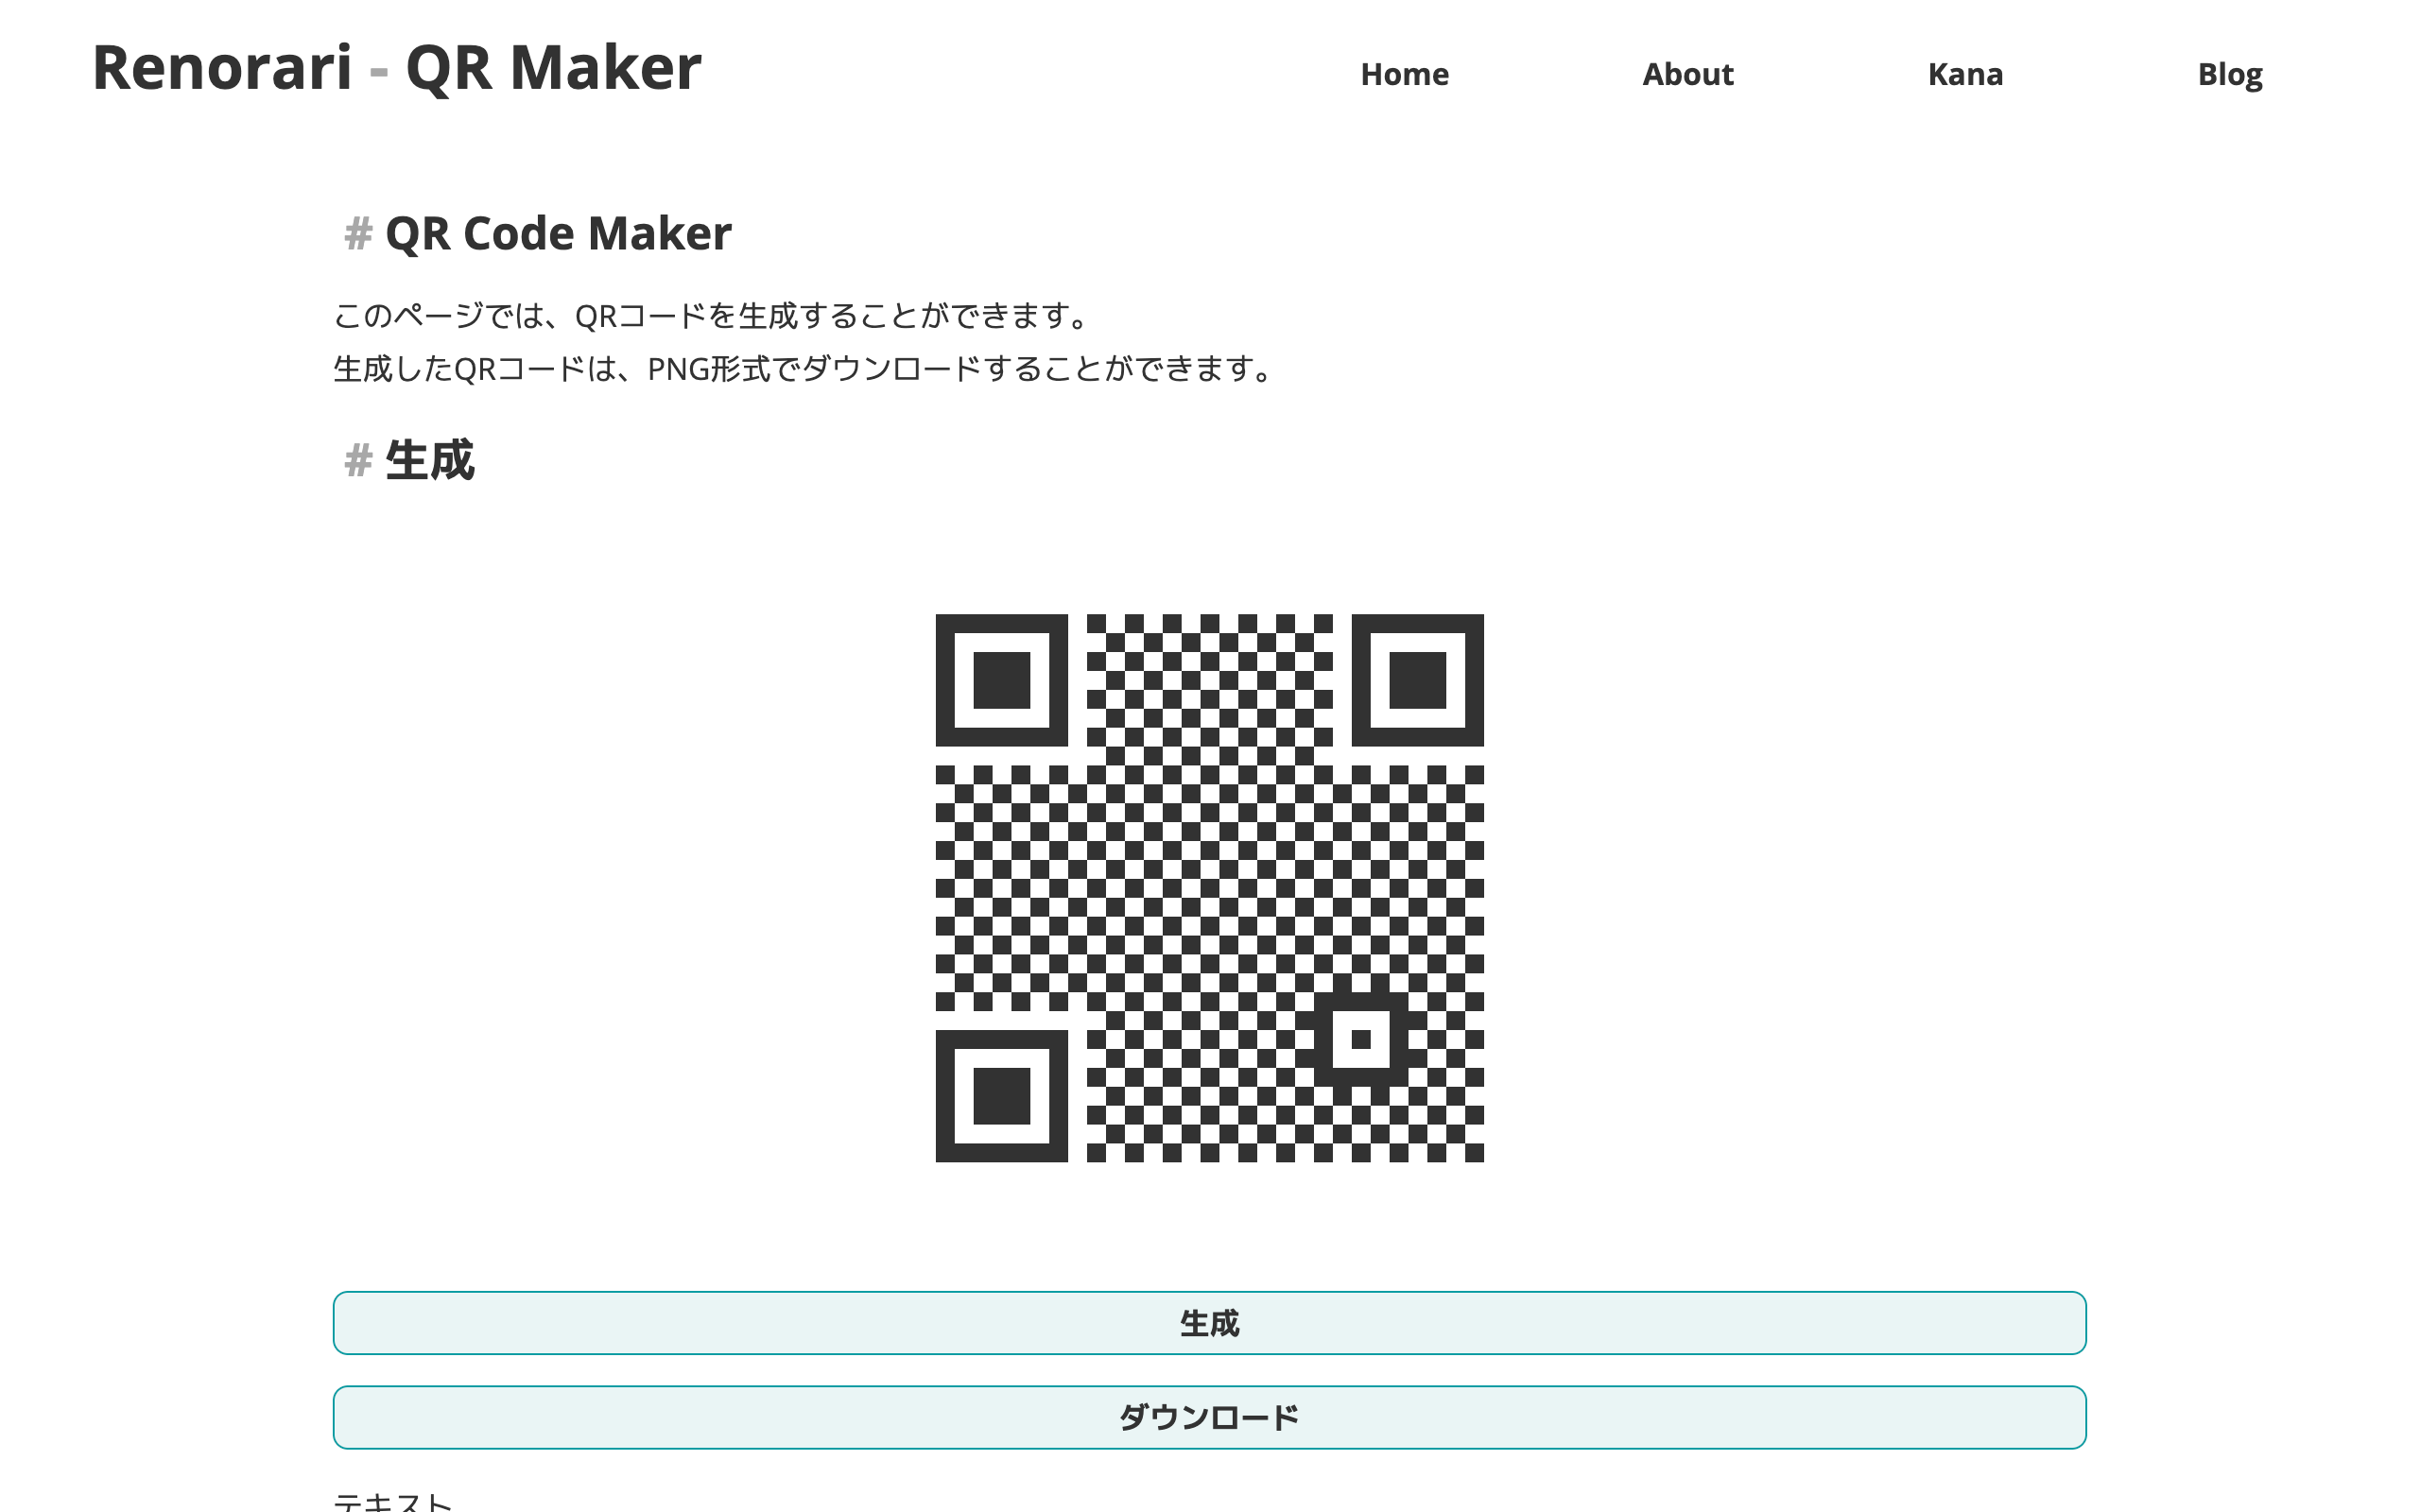 Renorari - QR Maker
Home
About
Kana
Blog
# QR Code Maker
このページでは、QRコードを生成することができます。
生成したQRコードは、PNG形式でダウンロードすることができます。
# 生成
生成
ダウンロード
テキスト